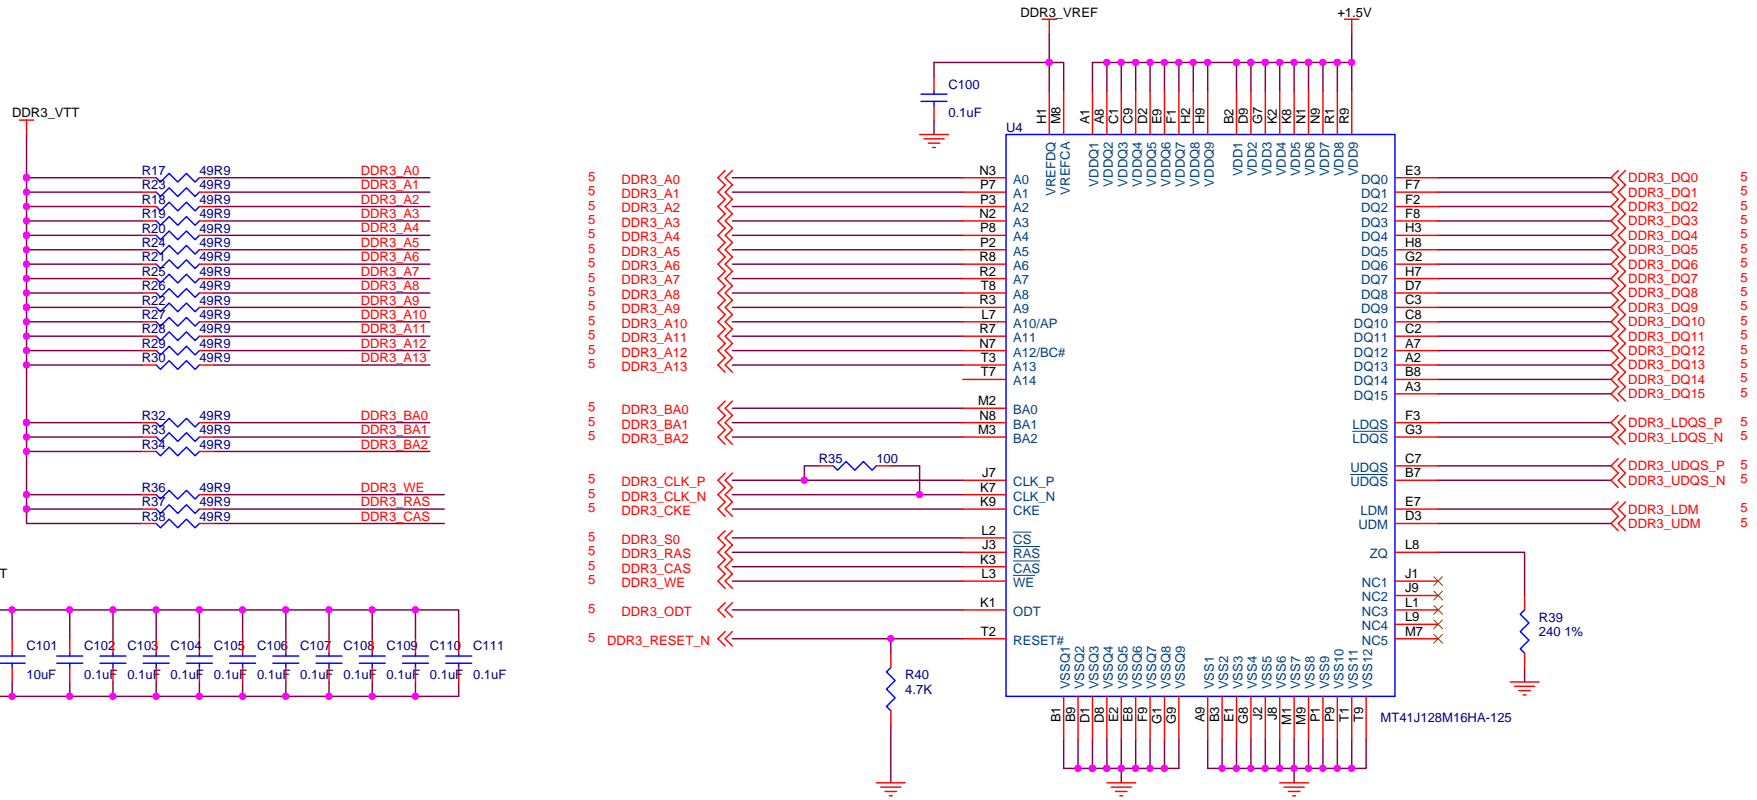 DDR3_VREF
+1.5V
C100
0.1uF
DDR3_VTT
H1 M8 A1 A8 C1 C9 D2 E9 F1 H2 H9 B2 D9 G7 K2 K8 N1 N9 R1 R9
U4
VREFDQ VREFCA VDDQ1 VDDQ2 VDDQ3 VDDQ4 VDDQ5 VDDQ6 VDDQ7 VDDQ8 VDDQ9 VDD1 VDD2 VDD3 VDD4 VDD5 VDD6 VDD7 VDD8 VDD9
R17 49R9 DDR3_A0
R23 49R9 DDR3_A1
R18 49R9 DDR3_A2
R19 49R9 DDR3_A3
R20 49R9 DDR3_A4
R24 49R9 DDR3_A5
R21 49R9 DDR3_A6
R25 49R9 DDR3_A7
R26 49R9 DDR3_A8
R22 49R9 DDR3_A9
R27 49R9 DDR3_A10
R28 49R9 DDR3_A11
R29 49R9 DDR3_A12
R30 49R9 DDR3_A13
R32 49R9 DDR3_BA0
R33 49R9 DDR3_BA1
R34 49R9 DDR3_BA2
R36 49R9 DDR3_WE
R37 49R9 DDR3_RAS
R38 49R9 DDR3_CAS
T
C101 C102 C103 C104 C105 C106 C107 C108 C109 C110 C111
10uF 0.1uF 0.1uF 0.1uF 0.1uF 0.1uF 0.1uF 0.1uF 0.1uF 0.1uF 0.1uF
5 DDR3_A0 N3 A0
5 DDR3_A1 P7 A1
5 DDR3_A2 P3 A2
5 DDR3_A3 N2 A3
5 DDR3_A4 P8 A4
5 DDR3_A5 P2 A5
5 DDR3_A6 R8 A6
5 DDR3_A7 R2 A7
5 DDR3_A8 T8 A8
5 DDR3_A9 R3 A9
5 DDR3_A10 L7 A10/AP
5 DDR3_A11 R7 A11
5 DDR3_A12 N7 A12/BC#
5 DDR3_A13 T3 A13
T7 A14
5 DDR3_BA0 M2 BA0
5 DDR3_BA1 N8 BA1
5 DDR3_BA2 M3 BA2
R35 100
5 DDR3_CLK_P J7 CLK_P
5 DDR3_CLK_N K7 CLK_N
5 DDR3_CKE K9 CKE
5 DDR3_S0 L2 CS
5 DDR3_RAS J3 RAS
5 DDR3_CAS K3 CAS
5 DDR3_WE L3 WE
5 DDR3_ODT K1 ODT
5 DDR3_RESET_N T2 RESET#
R40
4.7K
DQ0 E3 DDR3_DQ0 5
DQ1 F7 DDR3_DQ1 5
DQ2 F2 DDR3_DQ2 5
DQ3 F8 DDR3_DQ3 5
DQ4 H3 DDR3_DQ4 5
DQ5 H8 DDR3_DQ5 5
DQ6 G2 DDR3_DQ6 5
DQ7 H7 DDR3_DQ7 5
DQ8 D7 DDR3_DQ8 5
DQ9 C3 DDR3_DQ9 5
DQ10 C8 DDR3_DQ10 5
DQ11 C2 DDR3_DQ11 5
DQ12 A7 DDR3_DQ12 5
DQ13 A2 DDR3_DQ13 5
DQ14 B8 DDR3_DQ14 5
DQ15 A3 DDR3_DQ15 5
LDQS F3 DDR3_LDQS_P 5
LDQS G3 DDR3_LDQS_N 5
UDQS C7 DDR3_UDQS_P 5
UDQS B7 DDR3_UDQS_N 5
LDM E7 DDR3_LDM 5
UDM D3 DDR3_UDM 5
ZQ L8
NC1 J1
NC2 J9
NC3 L1
NC4 L9
NC5 M7
R39
240 1%
VSSQ1 VSSQ2 VSSQ3 VSSQ4 VSSQ5 VSSQ6 VSSQ7 VSSQ8 VSSQ9 VSS1 VSS2 VSS3 VSS4 VSS5 VSS6 VSS7 VSS8 VSS9 VSS10 VSS11 VSS12
B1 B9 D1 D8 E2 E8 F9 G1 G9 A9 B3 E1 G8 J2 J8 M1 M9 P1 P9 T1 T9
MT41J128M16HA-125